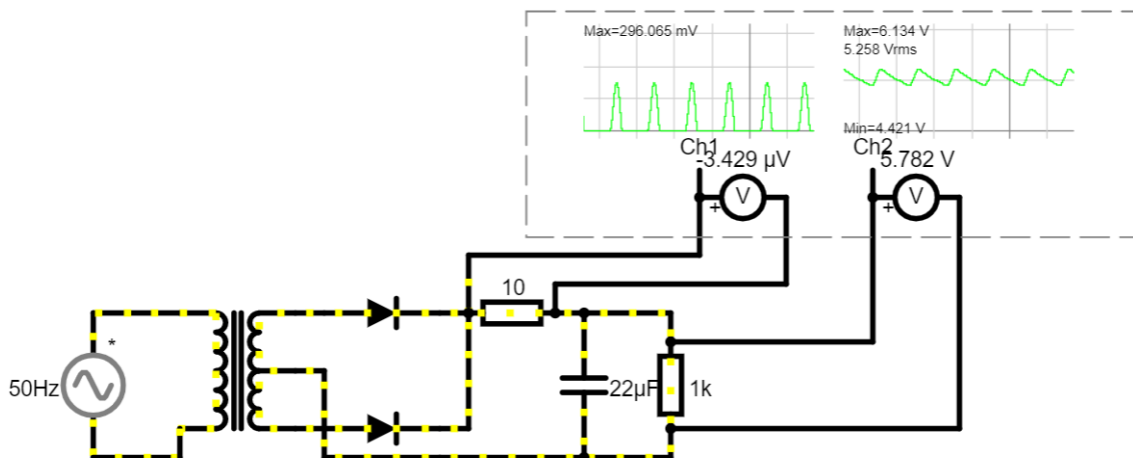 Max=296.065 mV
Max=6.134 V
5.258 Vrms
Min=4.421 V
Ch1
-3.429 µV
Ch2
5.782 V
V
+
V
+
10
*
50Hz
22µF
1k